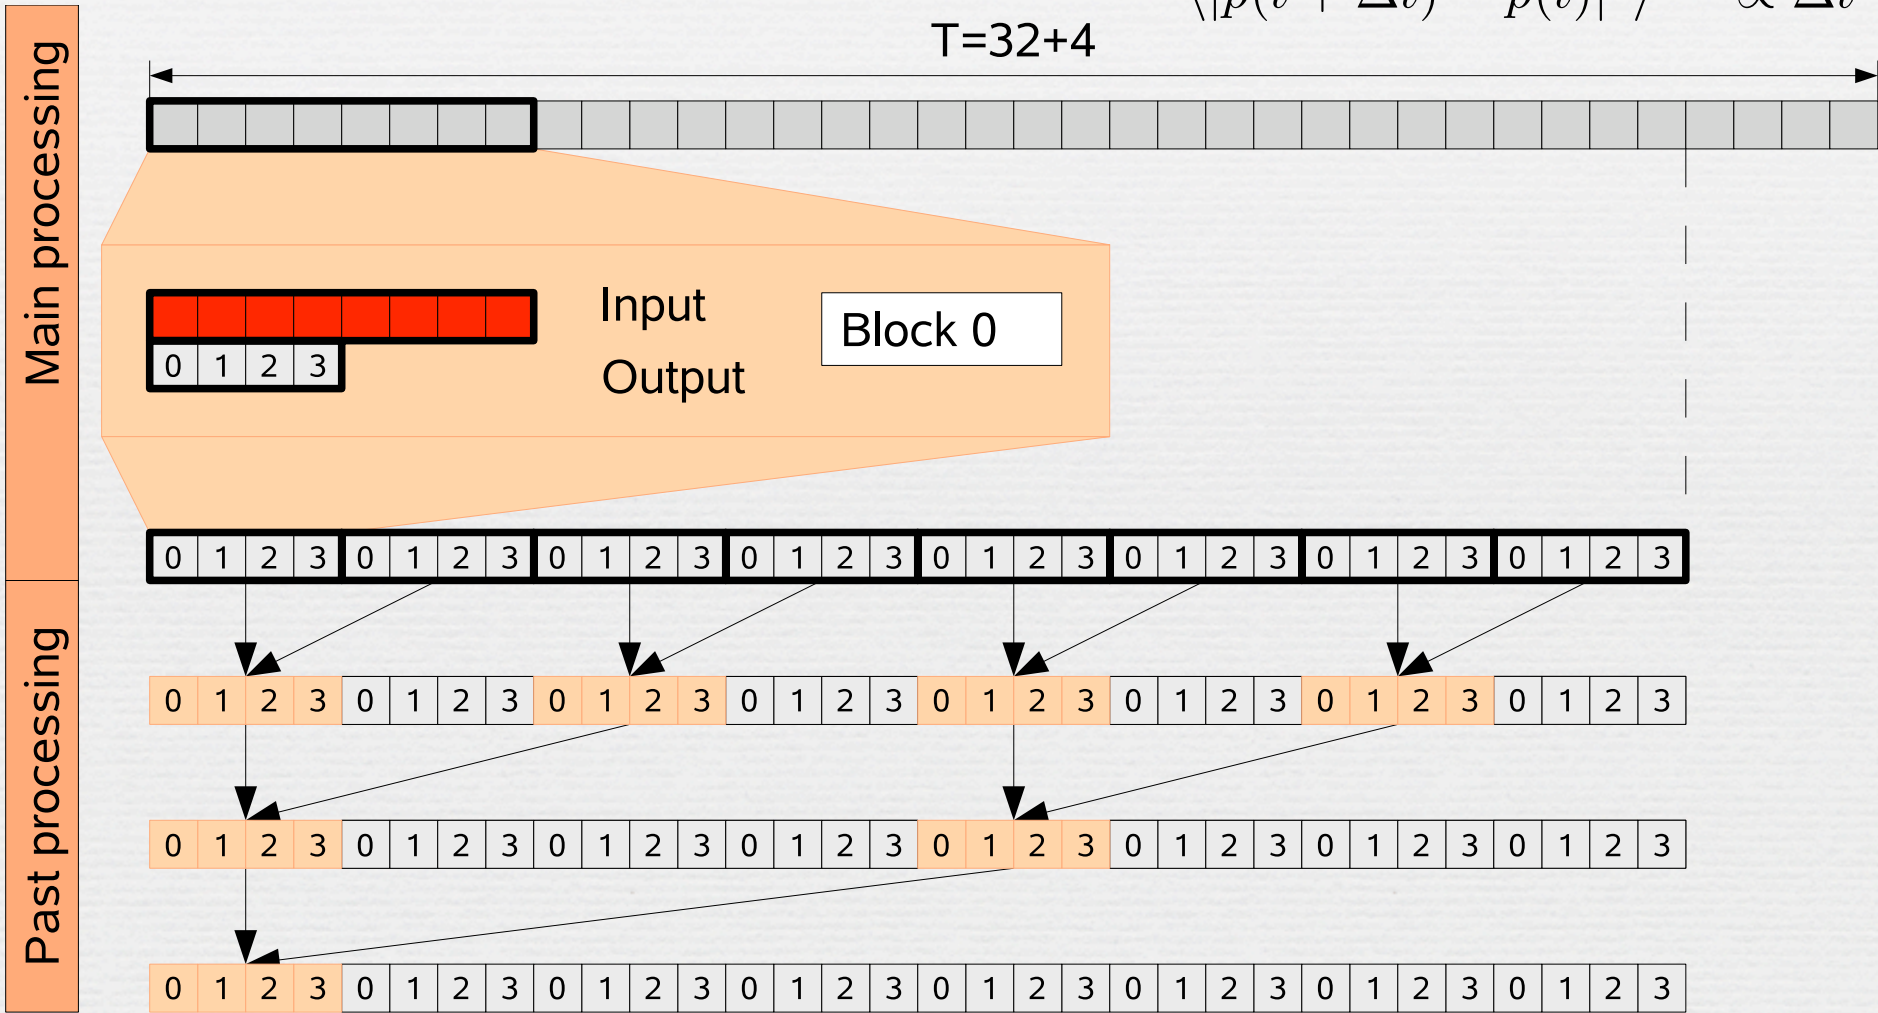 ⟨|p(t + Δt) − p(t)| ⟩ ∝ Δt
T=32+4
Main processing
Input
Block 0
0 1 2 3
Output
0 1 2 3 0 1 2 3 0 1 2 3 0 1 2 3 0 1 2 3 0 1 2 3 0 1 2 3 0 1 2 3
Past processing
0 1 2 3 0 1 2 3 0 1 2 3 0 1 2 3 0 1 2 3 0 1 2 3 0 1 2 3 0 1 2 3
0 1 2 3 0 1 2 3 0 1 2 3 0 1 2 3 0 1 2 3 0 1 2 3 0 1 2 3 0 1 2 3
0 1 2 3 0 1 2 3 0 1 2 3 0 1 2 3 0 1 2 3 0 1 2 3 0 1 2 3 0 1 2 3